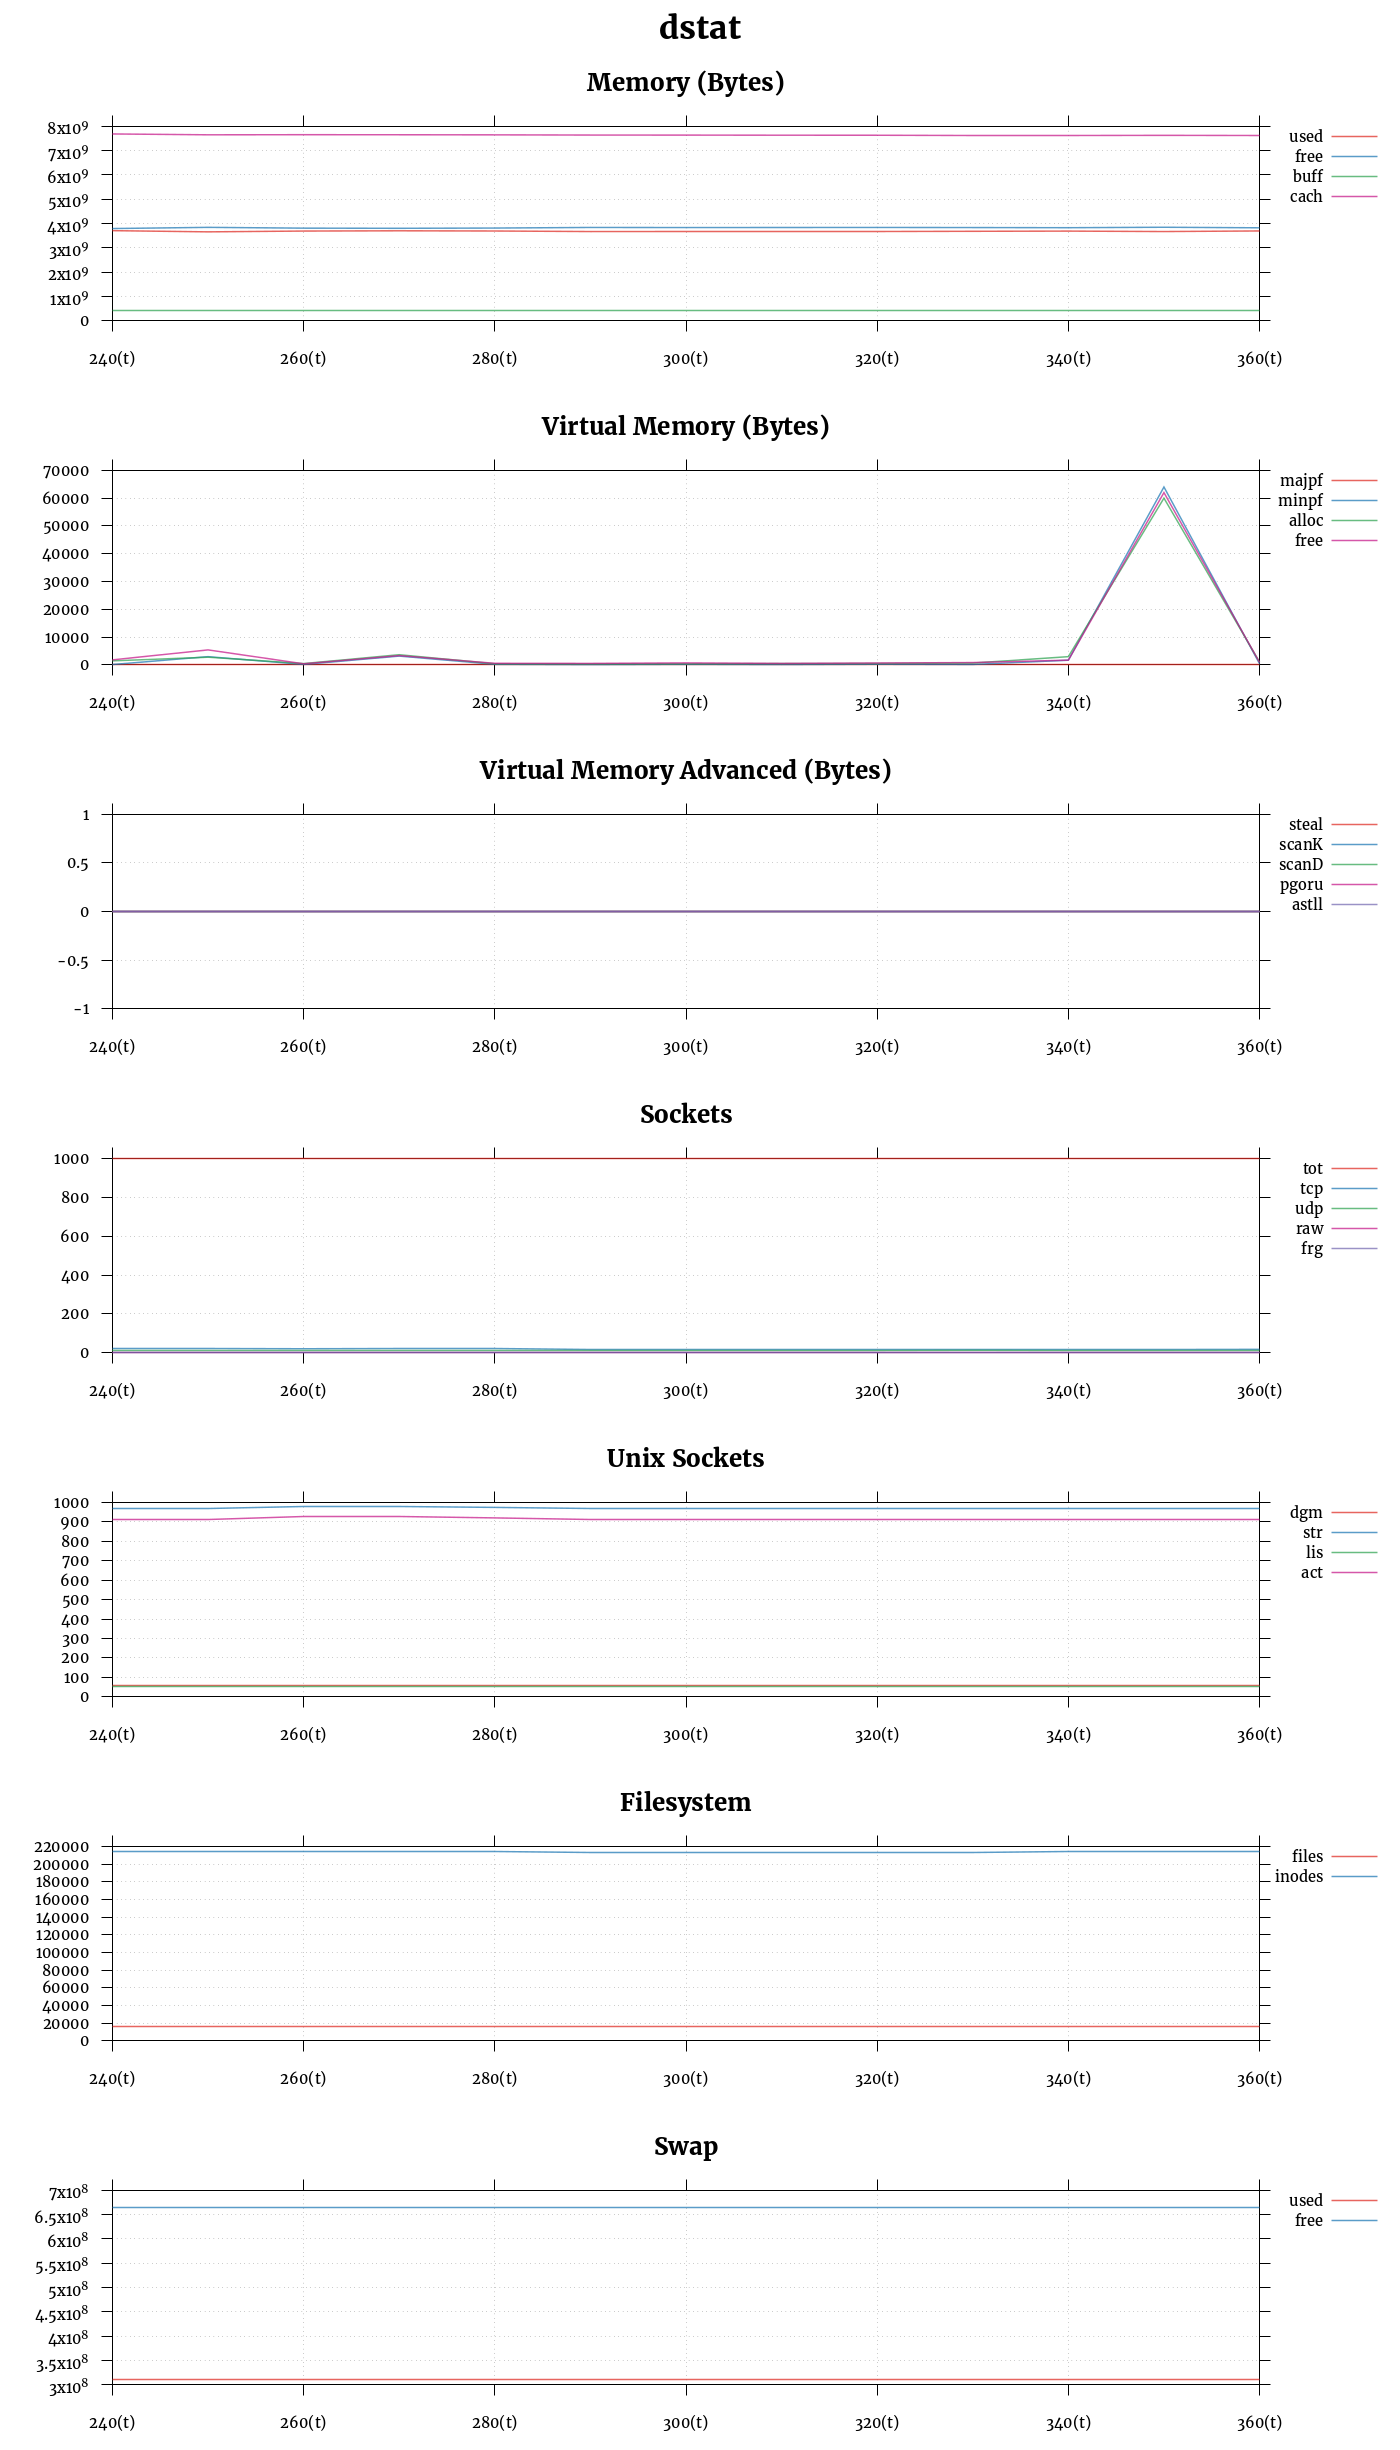 dstat
Memory (Bytes)
8x10⁹
7x10⁹
6x10⁹
5x10⁹
4x10⁹
3x10⁹
2x10⁹
1x10⁹
0
240(t) 260(t) 280(t) 300(t) 320(t) 340(t) 360(t)
used
free
buff
cach
Virtual Memory (Bytes)
70000
60000
50000
40000
30000
20000
10000
0
240(t) 260(t) 280(t) 300(t) 320(t) 340(t) 360(t)
majpf
minpf
alloc
free
Virtual Memory Advanced (Bytes)
1
0.5
0
-0.5
-1
240(t) 260(t) 280(t) 300(t) 320(t) 340(t) 360(t)
steal
scanK
scanD
pgoru
astll
Sockets
1000
800
600
400
200
0
240(t) 260(t) 280(t) 300(t) 320(t) 340(t) 360(t)
tot
tcp
udp
raw
frg
Unix Sockets
1000
900
800
700
600
500
400
300
200
100
0
240(t) 260(t) 280(t) 300(t) 320(t) 340(t) 360(t)
dgm
str
lis
act
Filesystem
220000
200000
180000
160000
140000
120000
100000
80000
60000
40000
20000
0
240(t) 260(t) 280(t) 300(t) 320(t) 340(t) 360(t)
files
inodes
Swap
7x10⁸
6.5x10⁸
6x10⁸
5.5x10⁸
5x10⁸
4.5x10⁸
4x10⁸
3.5x10⁸
3x10⁸
240(t) 260(t) 280(t) 300(t) 320(t) 340(t) 360(t)
used
free